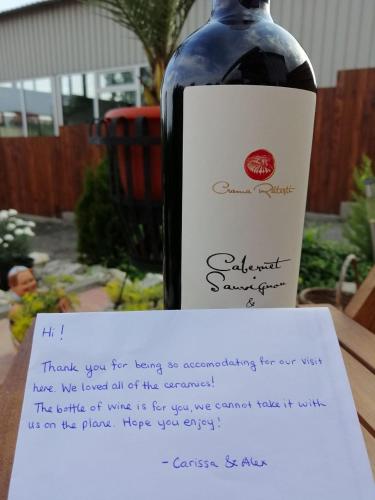 Crama Rătești
Cabernet
Sauvignon
&
Hi!
Thank you for being so accomodating for our visit
here. We loved all of the ceramics!
The bottle of wine is for you, we cannot take it with
us on the plane. Hope you enjoy!
- Carissa & Alex